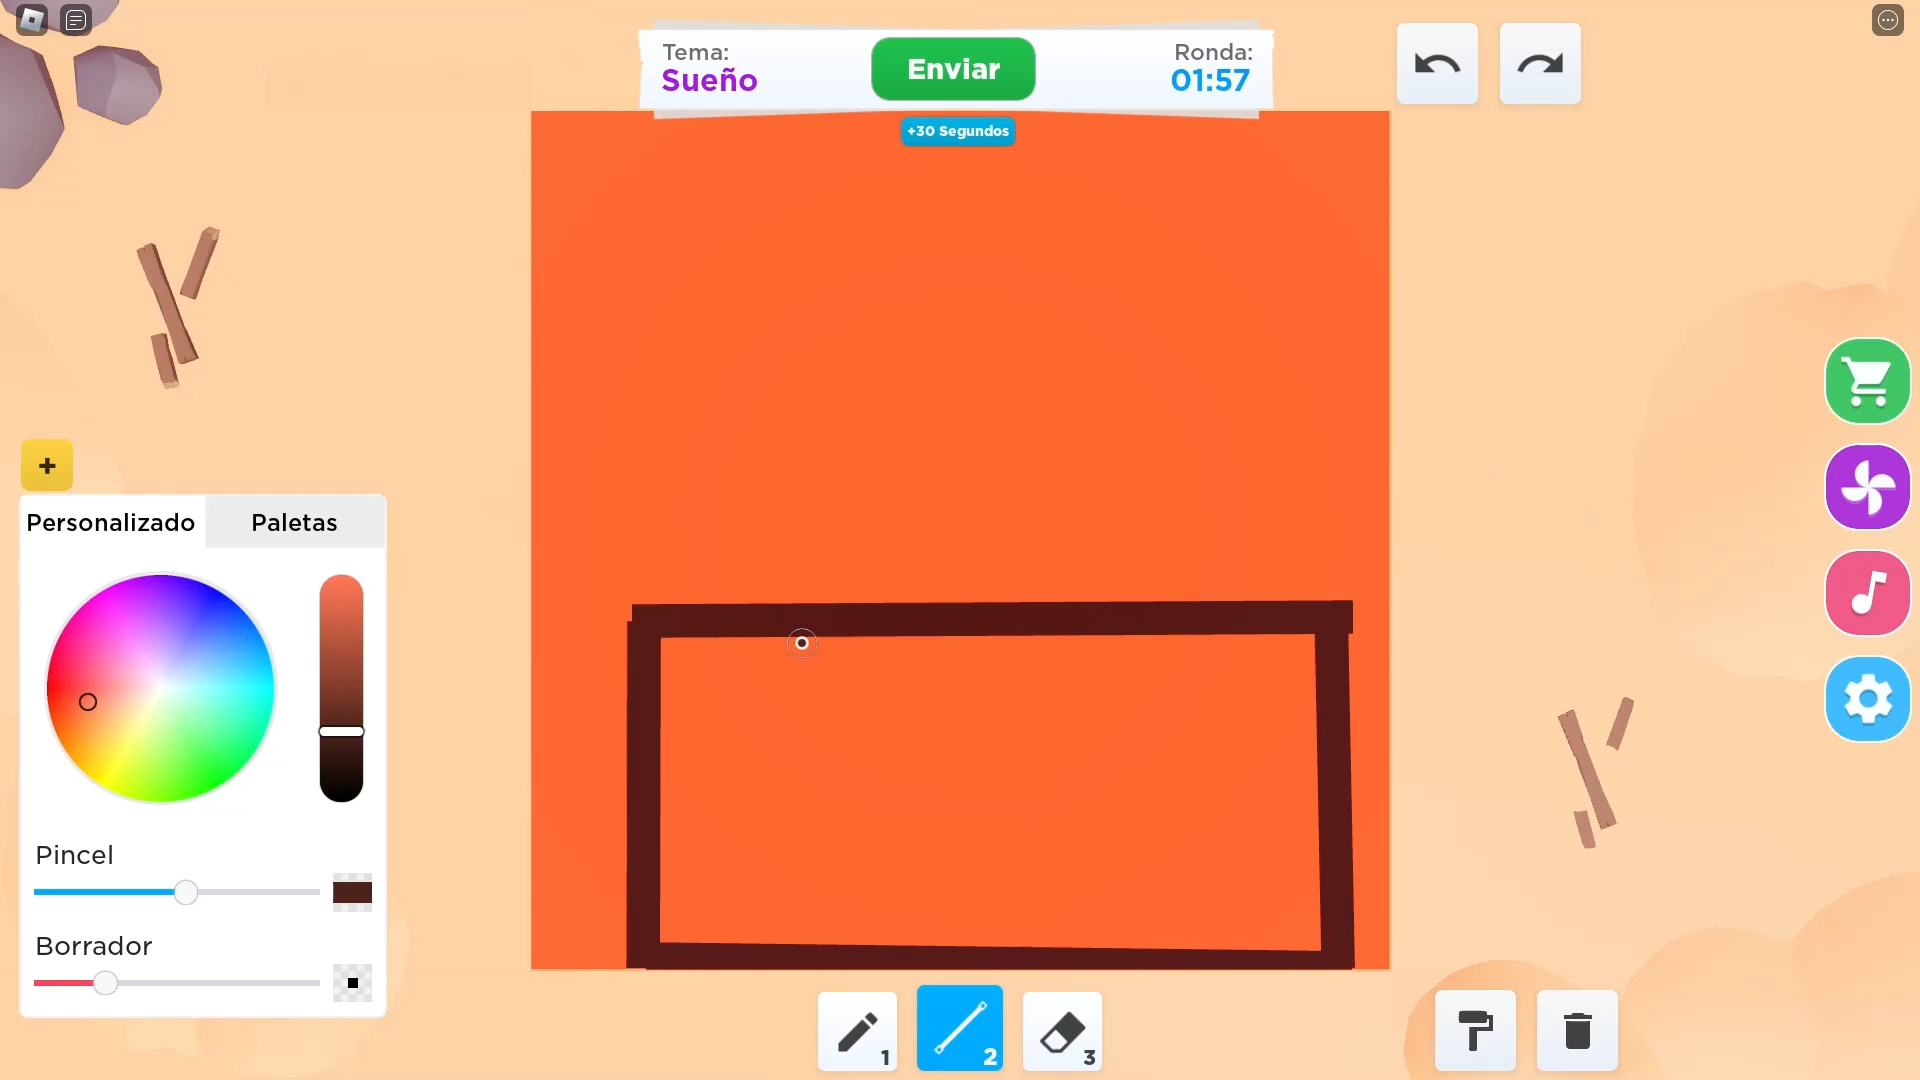 Tema:
Sueño
Enviar
Ronda:
01:57
+30 Segundos
+
Personalizado
Paletas
Pincel
Borrador
1
2
3